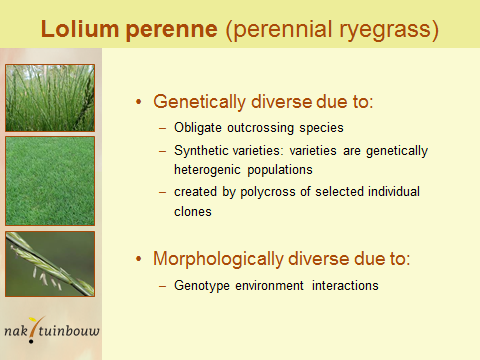 Lolium perenne (perennial ryegrass)
• Genetically diverse due to:
– Obligate outcrossing species
– Synthetic varieties: varieties are genetically
heterogenic populations
– created by polycross of selected individual
clones
• Morphologically diverse due to:
– Genotype environment interactions
nak tuinbouw